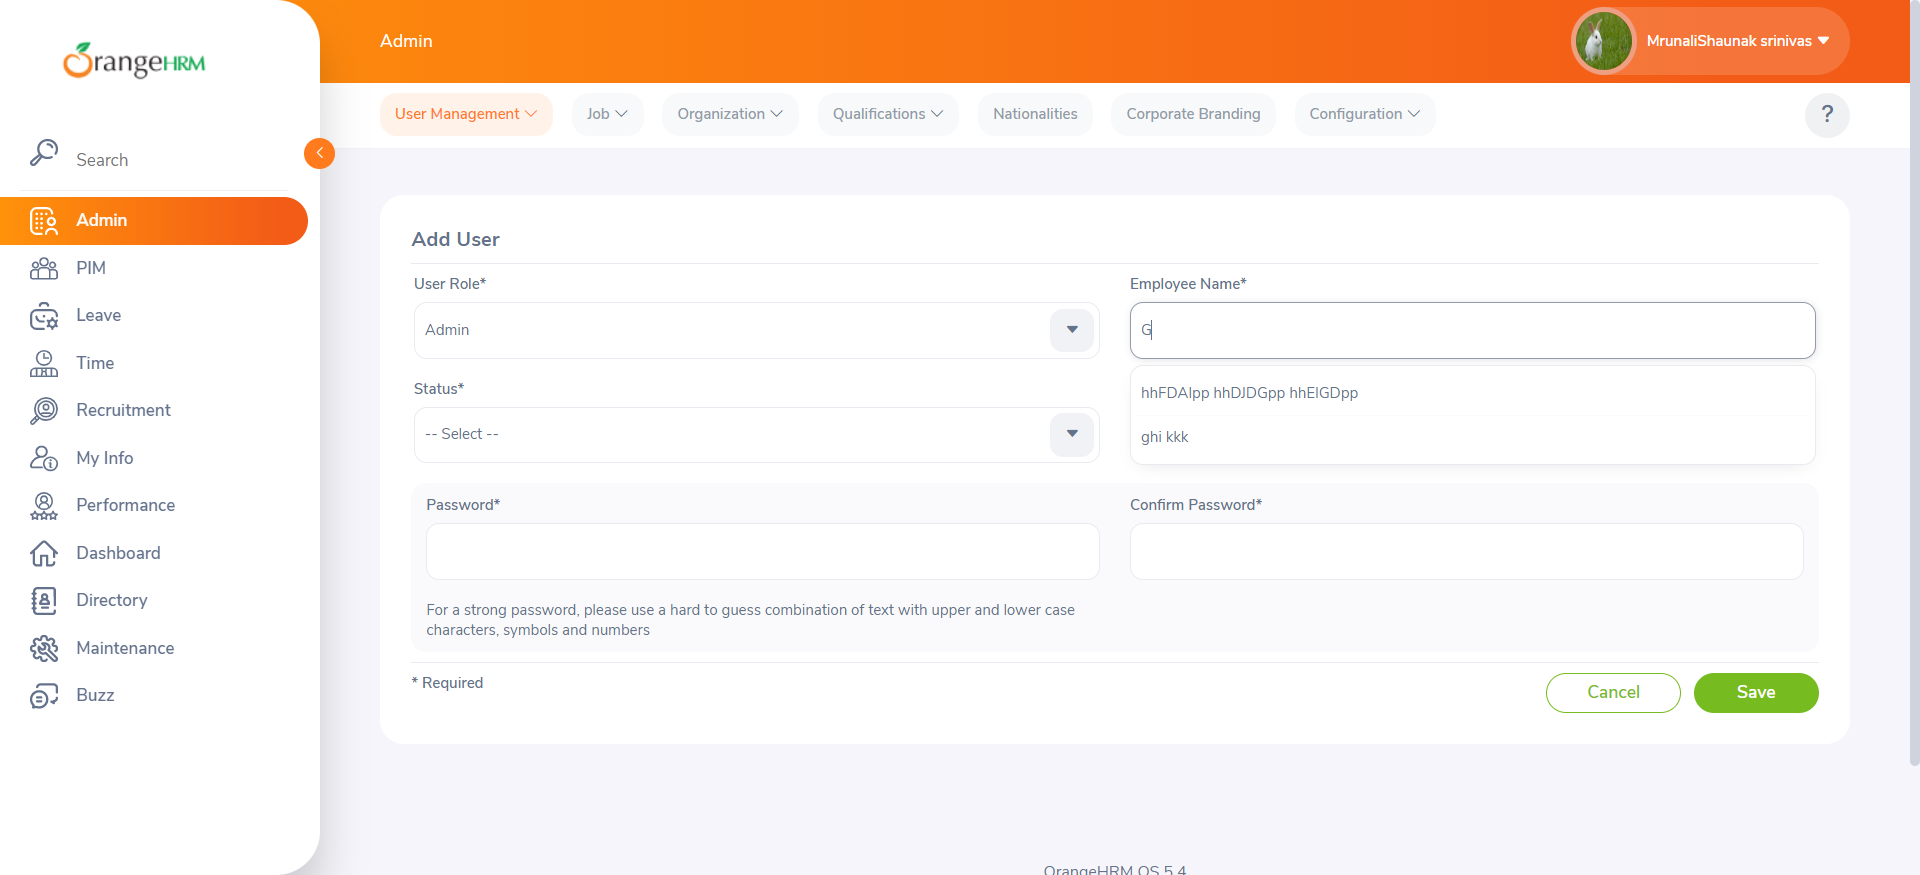 OrangeHRM
Search
Admin
PIM
Leave
Time
Recruitment
My Info
Performance
Dashboard
Directory
Maintenance
Buzz
Admin
MrunaliShaunak srinivas
User Management
Job
Organization
Qualifications
Nationalities
Corporate Branding
Configuration
?
Add User
User Role*
Admin
Employee Name*
G
hhFDAIpp hhDJDGpp hhEIGDpp
ghi kkk
Status*
-- Select --
Password*
Confirm Password*
For a strong password, please use a hard to guess combination of text with upper and lower case
characters, symbols and numbers
* Required
Cancel
Save
OrangeHRM OS 5.4